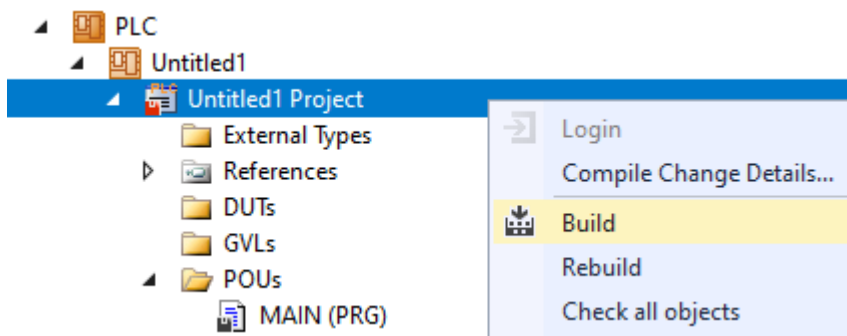 PLC
Untitled1
Untitled1 Project
External Types
References
DUTs
GVLs
POUs
MAIN (PRG)
Login
Compile Change Details...
Build
Rebuild
Check all objects